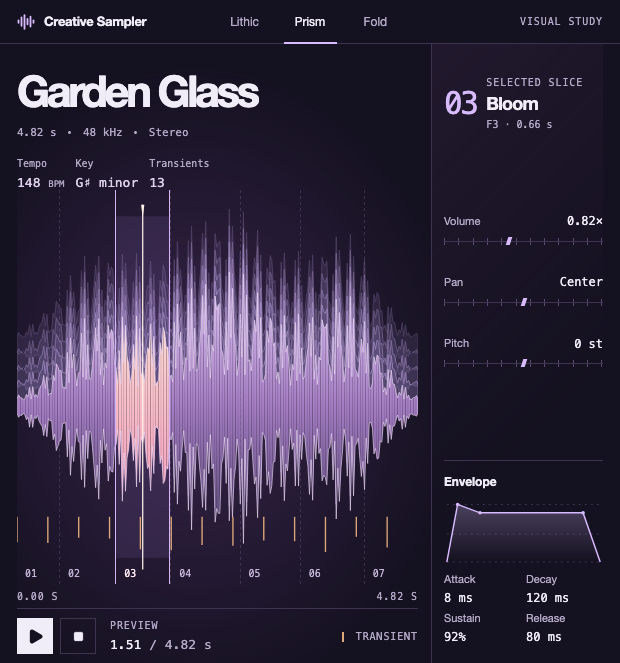 Creative Sampler
Lithic Prism Fold
VISUAL STUDY
Garden Glass
4.82 s • 48 kHz • Stereo
Tempo Key Transients
148 BPM G♯ minor 13
01 02 03 04 05 06 07
0.00 S 4.82 S
PREVIEW
1.51 / 4.82 s
TRANSIENT
03
SELECTED SLICE
Bloom
F3 · 0.66 s
Volume 0.82×
Pan Center
Pitch 0 st
Envelope
Attack Decay
8 ms 120 ms
Sustain Release
92% 80 ms